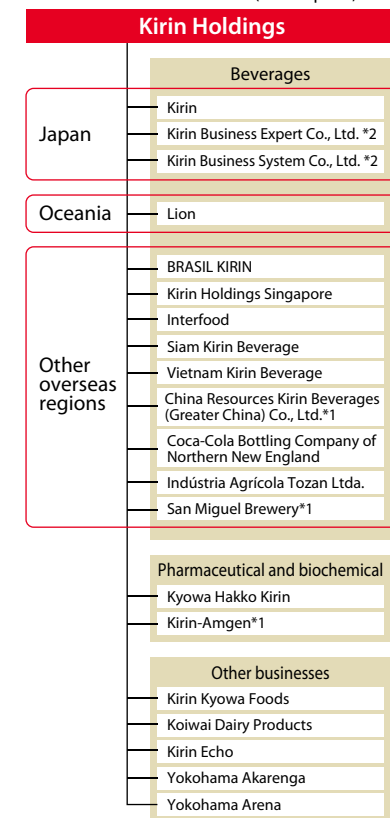 Kirin Holdings
Beverages
Japan
Kirin
Kirin Business Expert Co., Ltd. *2
Kirin Business System Co., Ltd. *2
Oceania
Lion
Other
overseas
regions
BRASIL KIRIN
Kirin Holdings Singapore
Interfood
Siam Kirin Beverage
Vietnam Kirin Beverage
China Resources Kirin Beverages
(Greater China) Co., Ltd.*1
Coca-Cola Bottling Company of
Northern New England
Indústria Agrícola Tozan Ltda.
San Miguel Brewery*1
Pharmaceutical and biochemical
Kyowa Hakko Kirin
Kirin-Amgen*1
Other businesses
Kirin Kyowa Foods
Koiwai Dairy Products
Kirin Echo
Yokohama Akarenga
Yokohama Arena